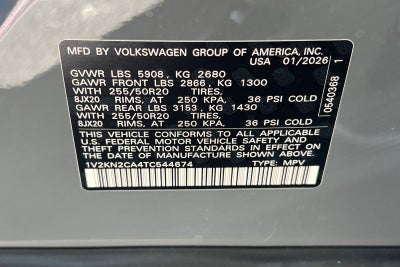 MFD BY VOLKSWAGEN GROUP OF AMERICA, INC.
USA 01/2026
GVWR LBS 5908, KG 2680
GAWR FRONT LBS 2866, KG 1300
WITH 255/50R20 TIRES,
8JX20 RIMS, AT 250 KPA, 36 PSI COLD
GAWR REAR LBS 3153, KG 1430
WITH 255/50R20 TIRES,
8JX20 RIMS, AT 250 KPA, 36 PSI COLD
THIS VEHICLE CONFORMS TO ALL APPLICABLE
U.S. FEDERAL MOTOR VEHICLE SAFETY AND
THEFT PREVENTION STANDARDS IN EFFECT ON THE DATE OF
MANUFACTURE SHOWN ABOVE.
1V2KN2CA4TC544674 TYPE: MPV
0540368 1